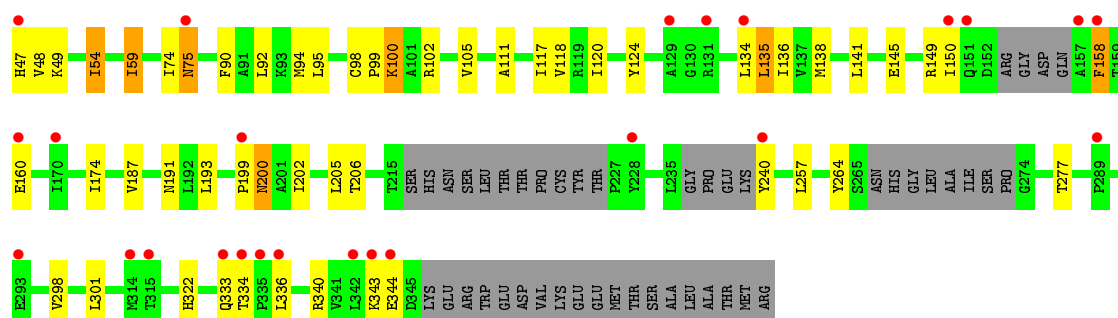 H47 V48 K49 I54 I59 I74 N75 F90 A91 L92 K93 M94 L95 C98 P99 K100 A101 R102 V105 A111 I117 V118 R119 I120 Y124 A129 G130 R131 L134 L135 I136 V137 M138 L141 E145 R149 I150 Q151 D152 ARG GLY ASP GLN A157 F158 T159
E160 I170 I174 V187 N191 L192 L193 P199 N200 A201 I202 L205 T206 T215 SER HIS ASN SER LEU THR THR PRO CYS TYR THR P227 Y228 L235 GLY PRO GLU LYS Y240 L257 Y264 S265 ASN HIS GLY LEU ALA ILE SER PRO G274 T277 P289
E293 V298 L301 M314 T315 H322 Q333 T334 P335 L336 R340 V341 L342 K343 E344 D345 LYS GLU ARG TRP GLU ASP VAL LYS GLU GLU MET THR SER ALA LEU ALA THR MET ARG